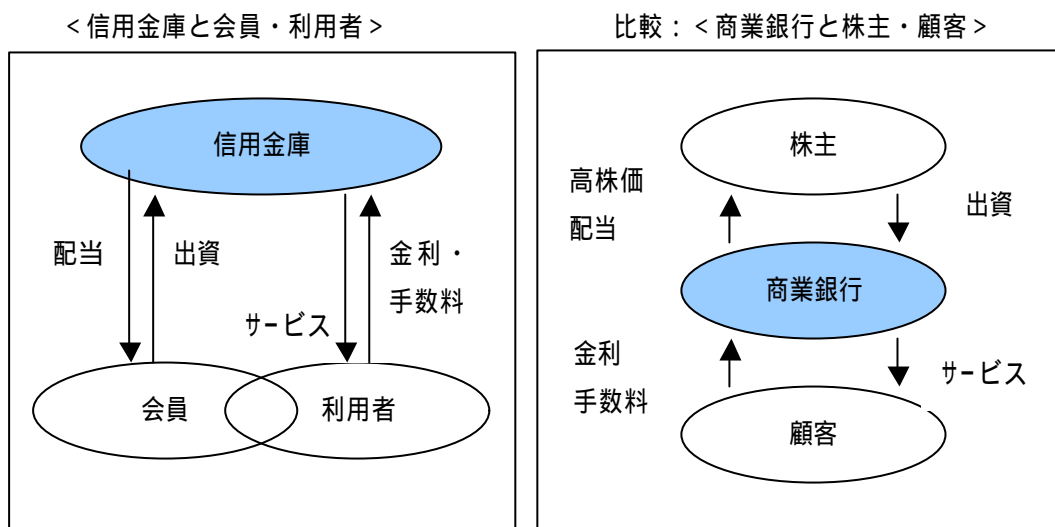 <信用金庫と会員・利用者>
信用金庫
配当
出資
金利・
手数料
サービス
会員
利用者
比較：<商業銀行と株主・顧客>
株主
高株価
配当
出資
商業銀行
金利
手数料
サービス
顧客